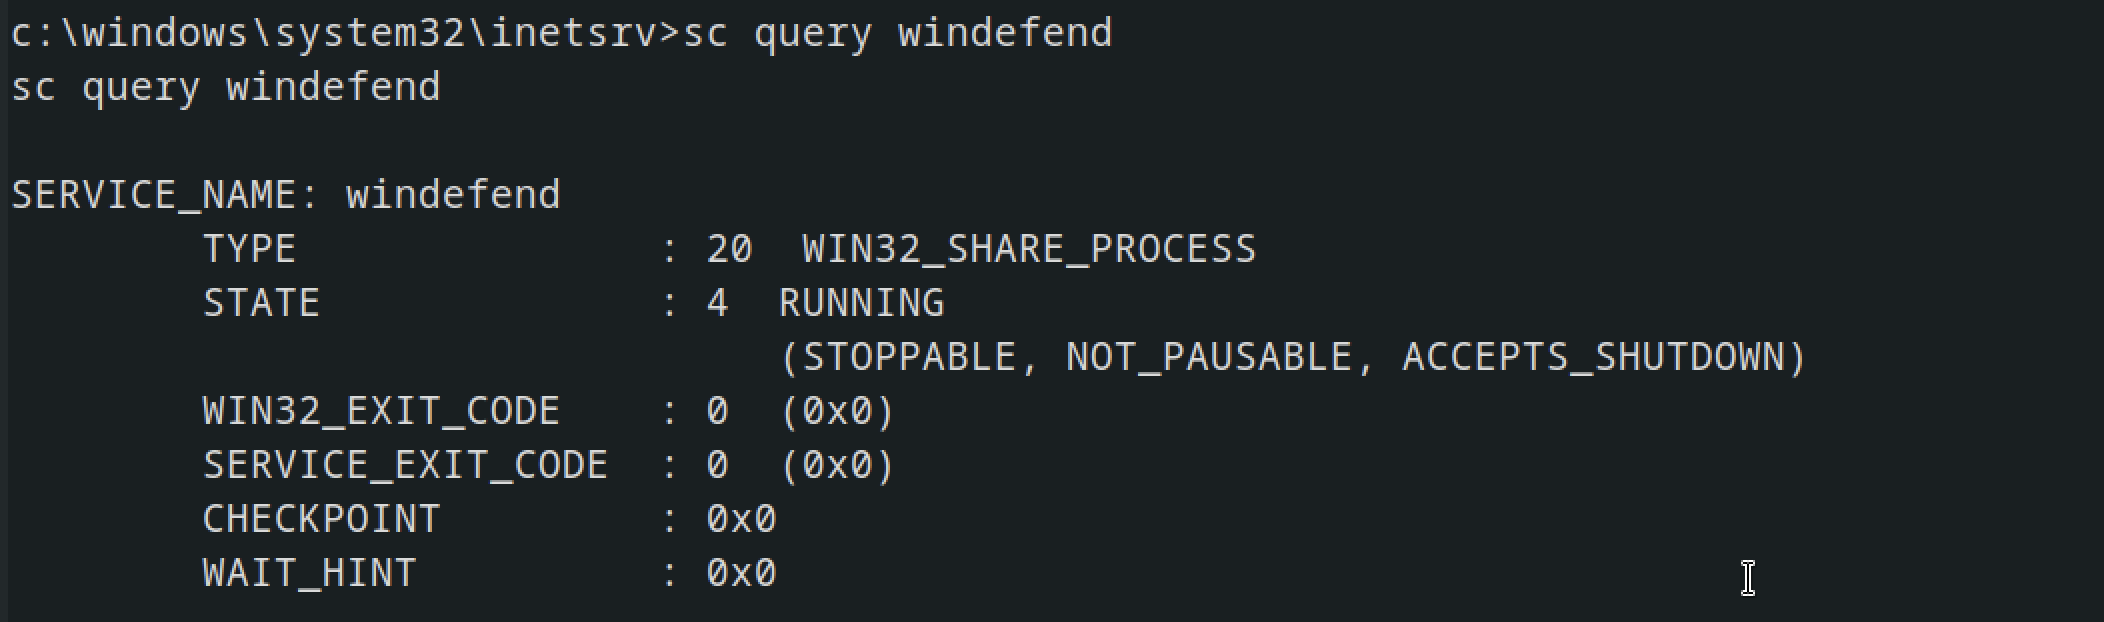 c:\windows\system32\inetsrv>sc query windefend
sc query windefend

SERVICE_NAME: windefend
        TYPE               : 20  WIN32_SHARE_PROCESS
        STATE              : 4  RUNNING
                                (STOPPABLE, NOT_PAUSABLE, ACCEPTS_SHUTDOWN)
        WIN32_EXIT_CODE    : 0  (0x0)
        SERVICE_EXIT_CODE  : 0  (0x0)
        CHECKPOINT         : 0x0
        WAIT_HINT          : 0x0